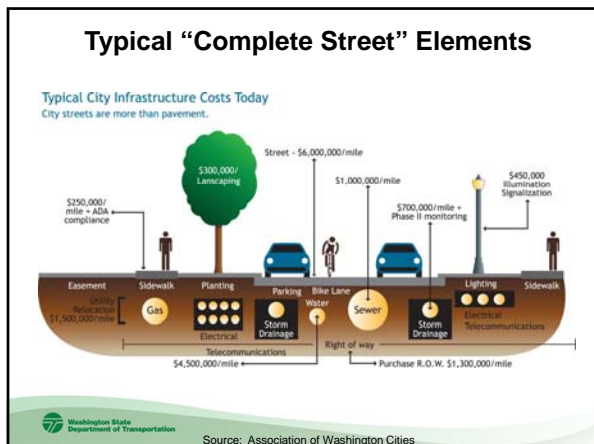 Typical “Complete Street” Elements
Typical City Infrastructure Costs Today
City streets are more than pavement.
$300,000/
Lanscaping
Street - $6,000,000/mile
$1,000,000/mile
$450,000
Illumination
Signalization
$250,000/
mile + ADA
compliance
$700,000/mile +
Phase II monitoring
Easement
Sidewalk
Planting
Parking
Bike Lane
Lighting
Sidewalk
Utility
Relocation
$1,500,000/mile
Gas
Electrical
Storm
Drainage
Water
Sewer
Storm
Drainage
Electrical
Telecommunications
Telecommunications
Right of way
$4,500,000/mile
Purchase R.O.W. $1,300,000/mile
Washington State
Department of Transportation
Source: Association of Washington Cities